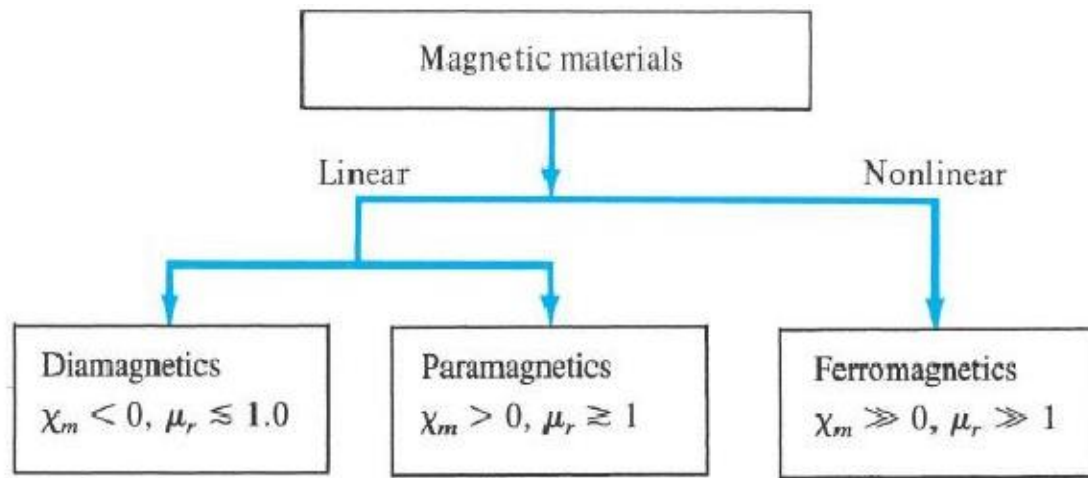 Magnetic materials
Linear
Nonlinear
Diamagnetics
χm < 0, μr ≲ 1.0
Paramagnetics
χm > 0, μr ≳ 1
Ferromagnetics
χm ≫ 0, μr ≫ 1